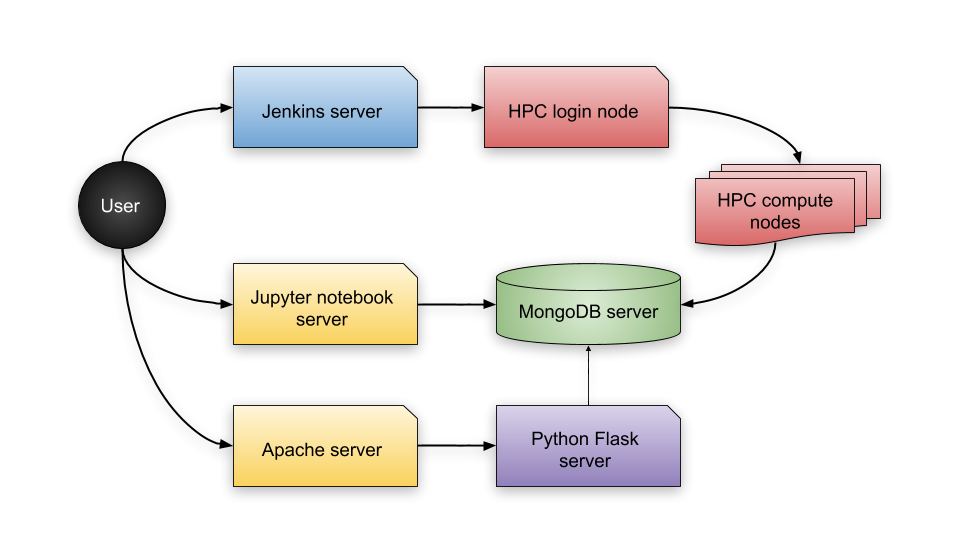 Jenkins server
HPC login node
User
HPC compute
nodes
Jupyter notebook
server
MongoDB server
Apache server
Python Flask
server